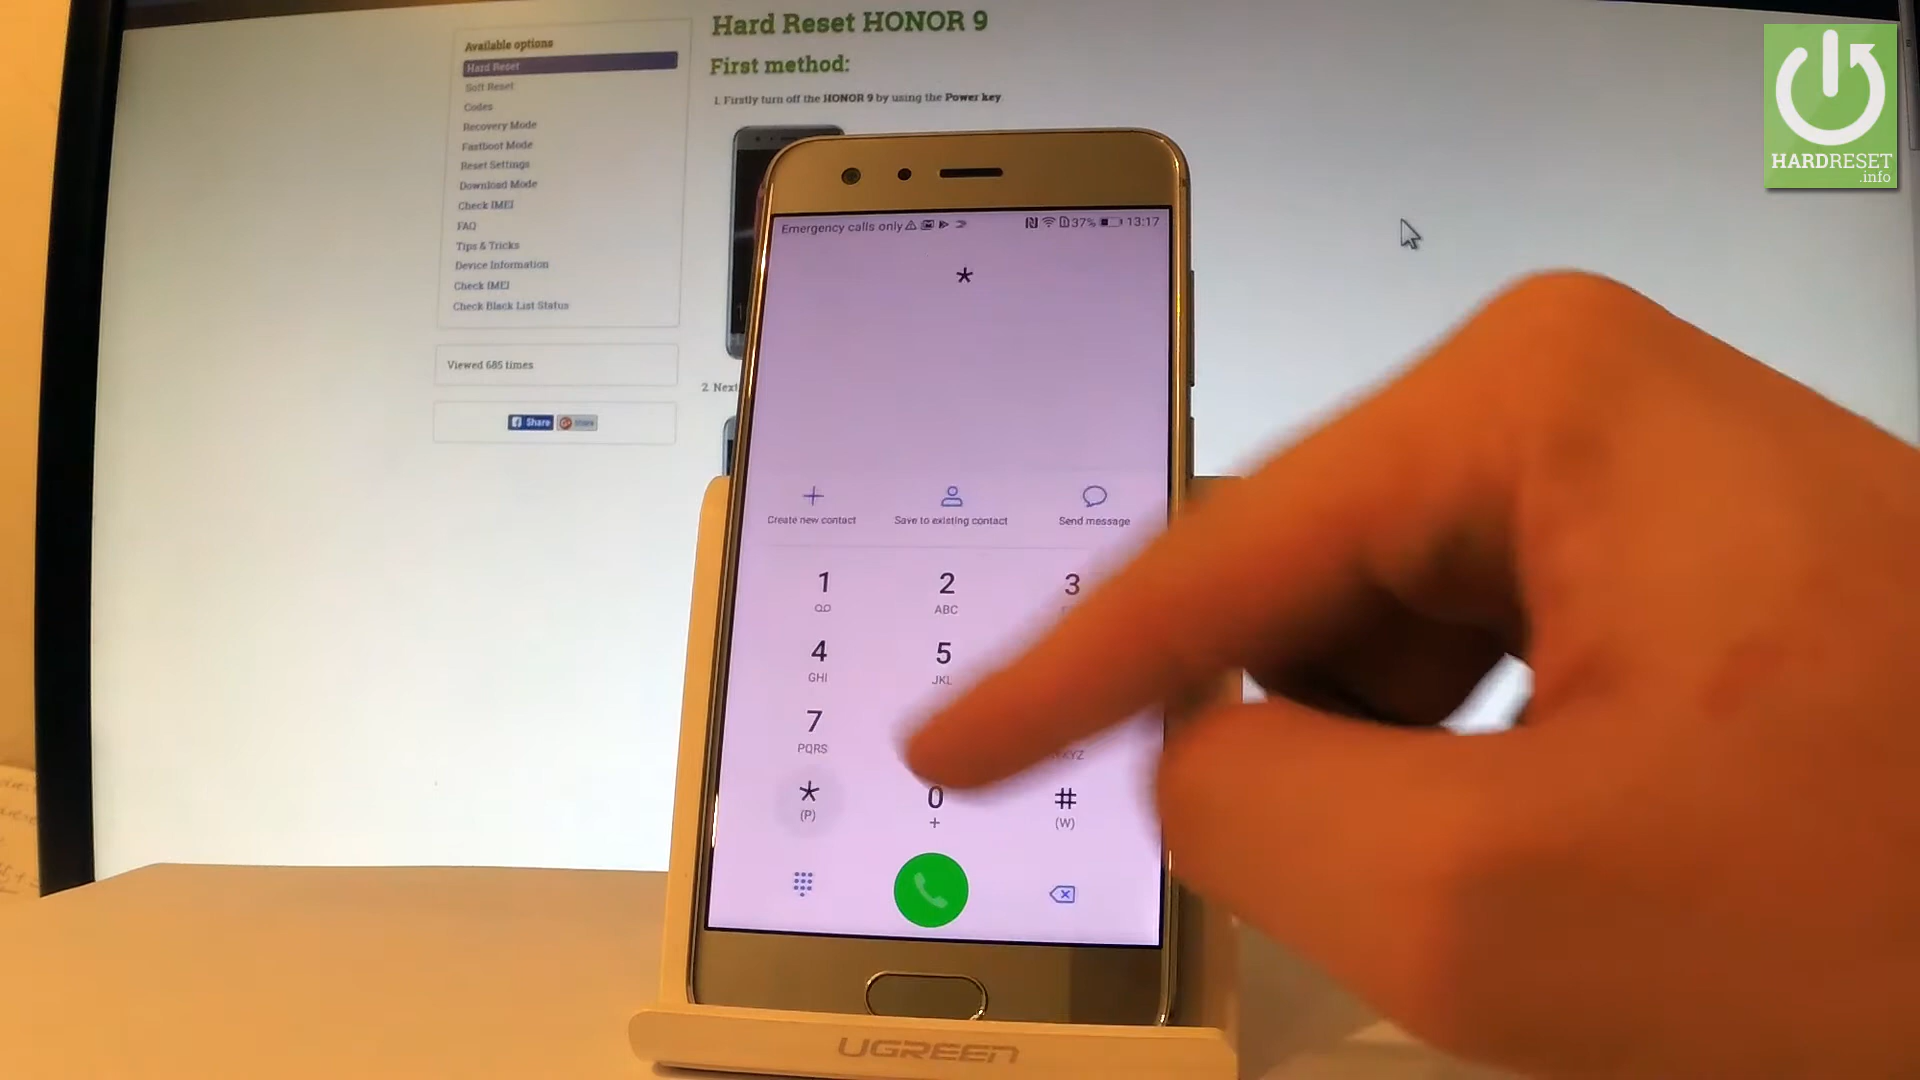 Hard Reset HONOR 9
First method:
1. Firstly turn off the HONOR 9 by using the Power key.
Available options
Hard Reset
Soft Reset
Codes
Recovery Mode
Fastboot Mode
Reset Settings
Download Mode
Check IMEI
FAQ
Tips & Tricks
Device Information
Check IMEI
Check Black List Status
Viewed 685 times
Share
Share
2. Next
HARDRESET
.info
Emergency calls only
37%
13:17
*
Create new contact
Save to existing contact
Send message
1
2
ABC
3
4
GHI
5
JKL
7
PQRS
XYZ
*
(P)
0
+
#
(W)
UGREEN